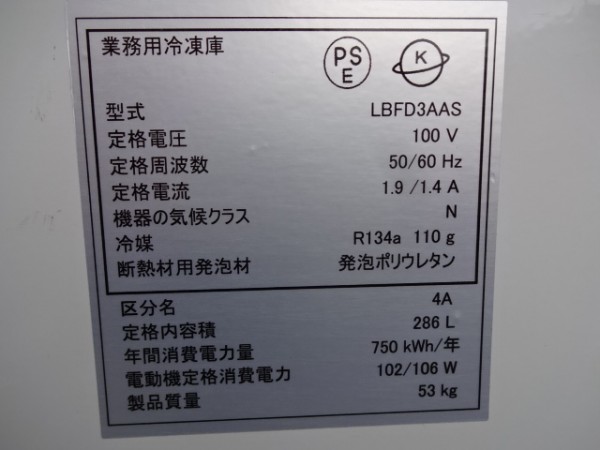 業務用冷凍庫 PS E K
型式 LBFD3AAS
定格電圧 100 V
定格周波数 50/60 Hz
定格電流 1.9 /1.4 A
機器の気候クラス N
冷媒 R134a 110 g
断熱材用発泡材 発泡ポリウレタン
区分名 4A
定格内容積 286 L
年間消費電力量 750 kWh/年
電動機定格消費電力 102/106 W
製品質量 53 kg